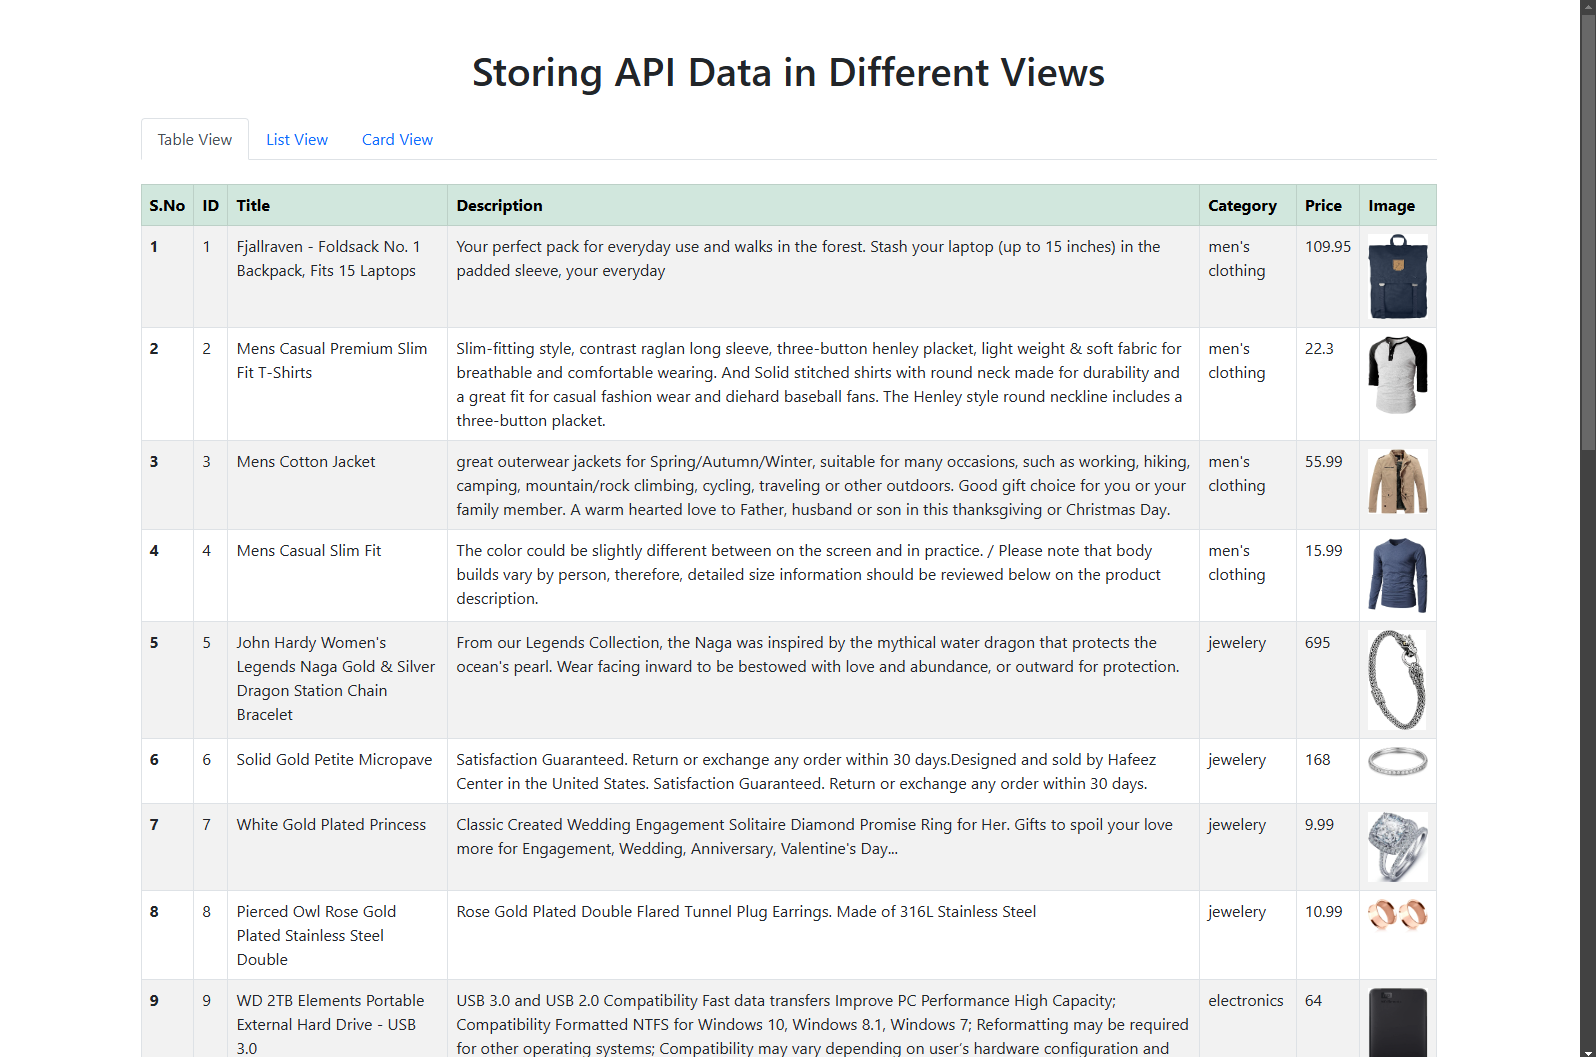 Storing API Data in Different Views
Table View List View Card View
S.No ID Title Description Category Price Image
1 1 Fjallraven - Foldsack No. 1 Your perfect pack for everyday use and walks in the forest. Stash your laptop (up to 15 inches) in the men's 109.95
Backpack, Fits 15 Laptops padded sleeve, your everyday clothing
2 2 Mens Casual Premium Slim Slim-fitting style, contrast raglan long sleeve, three-button henley placket, light weight & soft fabric for men's 22.3
Fit T-Shirts breathable and comfortable wearing. And Solid stitched shirts with round neck made for durability and clothing
a great fit for casual fashion wear and diehard baseball fans. The Henley style round neckline includes a
three-button placket.
3 3 Mens Cotton Jacket great outerwear jackets for Spring/Autumn/Winter, suitable for many occasions, such as working, hiking, men's 55.99
camping, mountain/rock climbing, cycling, traveling or other outdoors. Good gift choice for you or your clothing
family member. A warm hearted love to Father, husband or son in this thanksgiving or Christmas Day.
4 4 Mens Casual Slim Fit The color could be slightly different between on the screen and in practice. / Please note that body men's 15.99
builds vary by person, therefore, detailed size information should be reviewed below on the product clothing
description.
5 5 John Hardy Women's From our Legends Collection, the Naga was inspired by the mythical water dragon that protects the jewelery 695
Legends Naga Gold & Silver ocean's pearl. Wear facing inward to be bestowed with love and abundance, or outward for protection.
Dragon Station Chain
Bracelet
6 6 Solid Gold Petite Micropave Satisfaction Guaranteed. Return or exchange any order within 30 days.Designed and sold by Hafeez jewelery 168
Center in the United States. Satisfaction Guaranteed. Return or exchange any order within 30 days.
7 7 White Gold Plated Princess Classic Created Wedding Engagement Solitaire Diamond Promise Ring for Her. Gifts to spoil your love jewelery 9.99
more for Engagement, Wedding, Anniversary, Valentine's Day...
8 8 Pierced Owl Rose Gold Rose Gold Plated Double Flared Tunnel Plug Earrings. Made of 316L Stainless Steel jewelery 10.99
Plated Stainless Steel
Double
9 9 WD 2TB Elements Portable USB 3.0 and USB 2.0 Compatibility Fast data transfers Improve PC Performance High Capacity; electronics 64
External Hard Drive - USB Compatibility Formatted NTFS for Windows 10, Windows 8.1, Windows 7; Reformatting may be required
3.0 for other operating systems; Compatibility may vary depending on user’s hardware configuration and